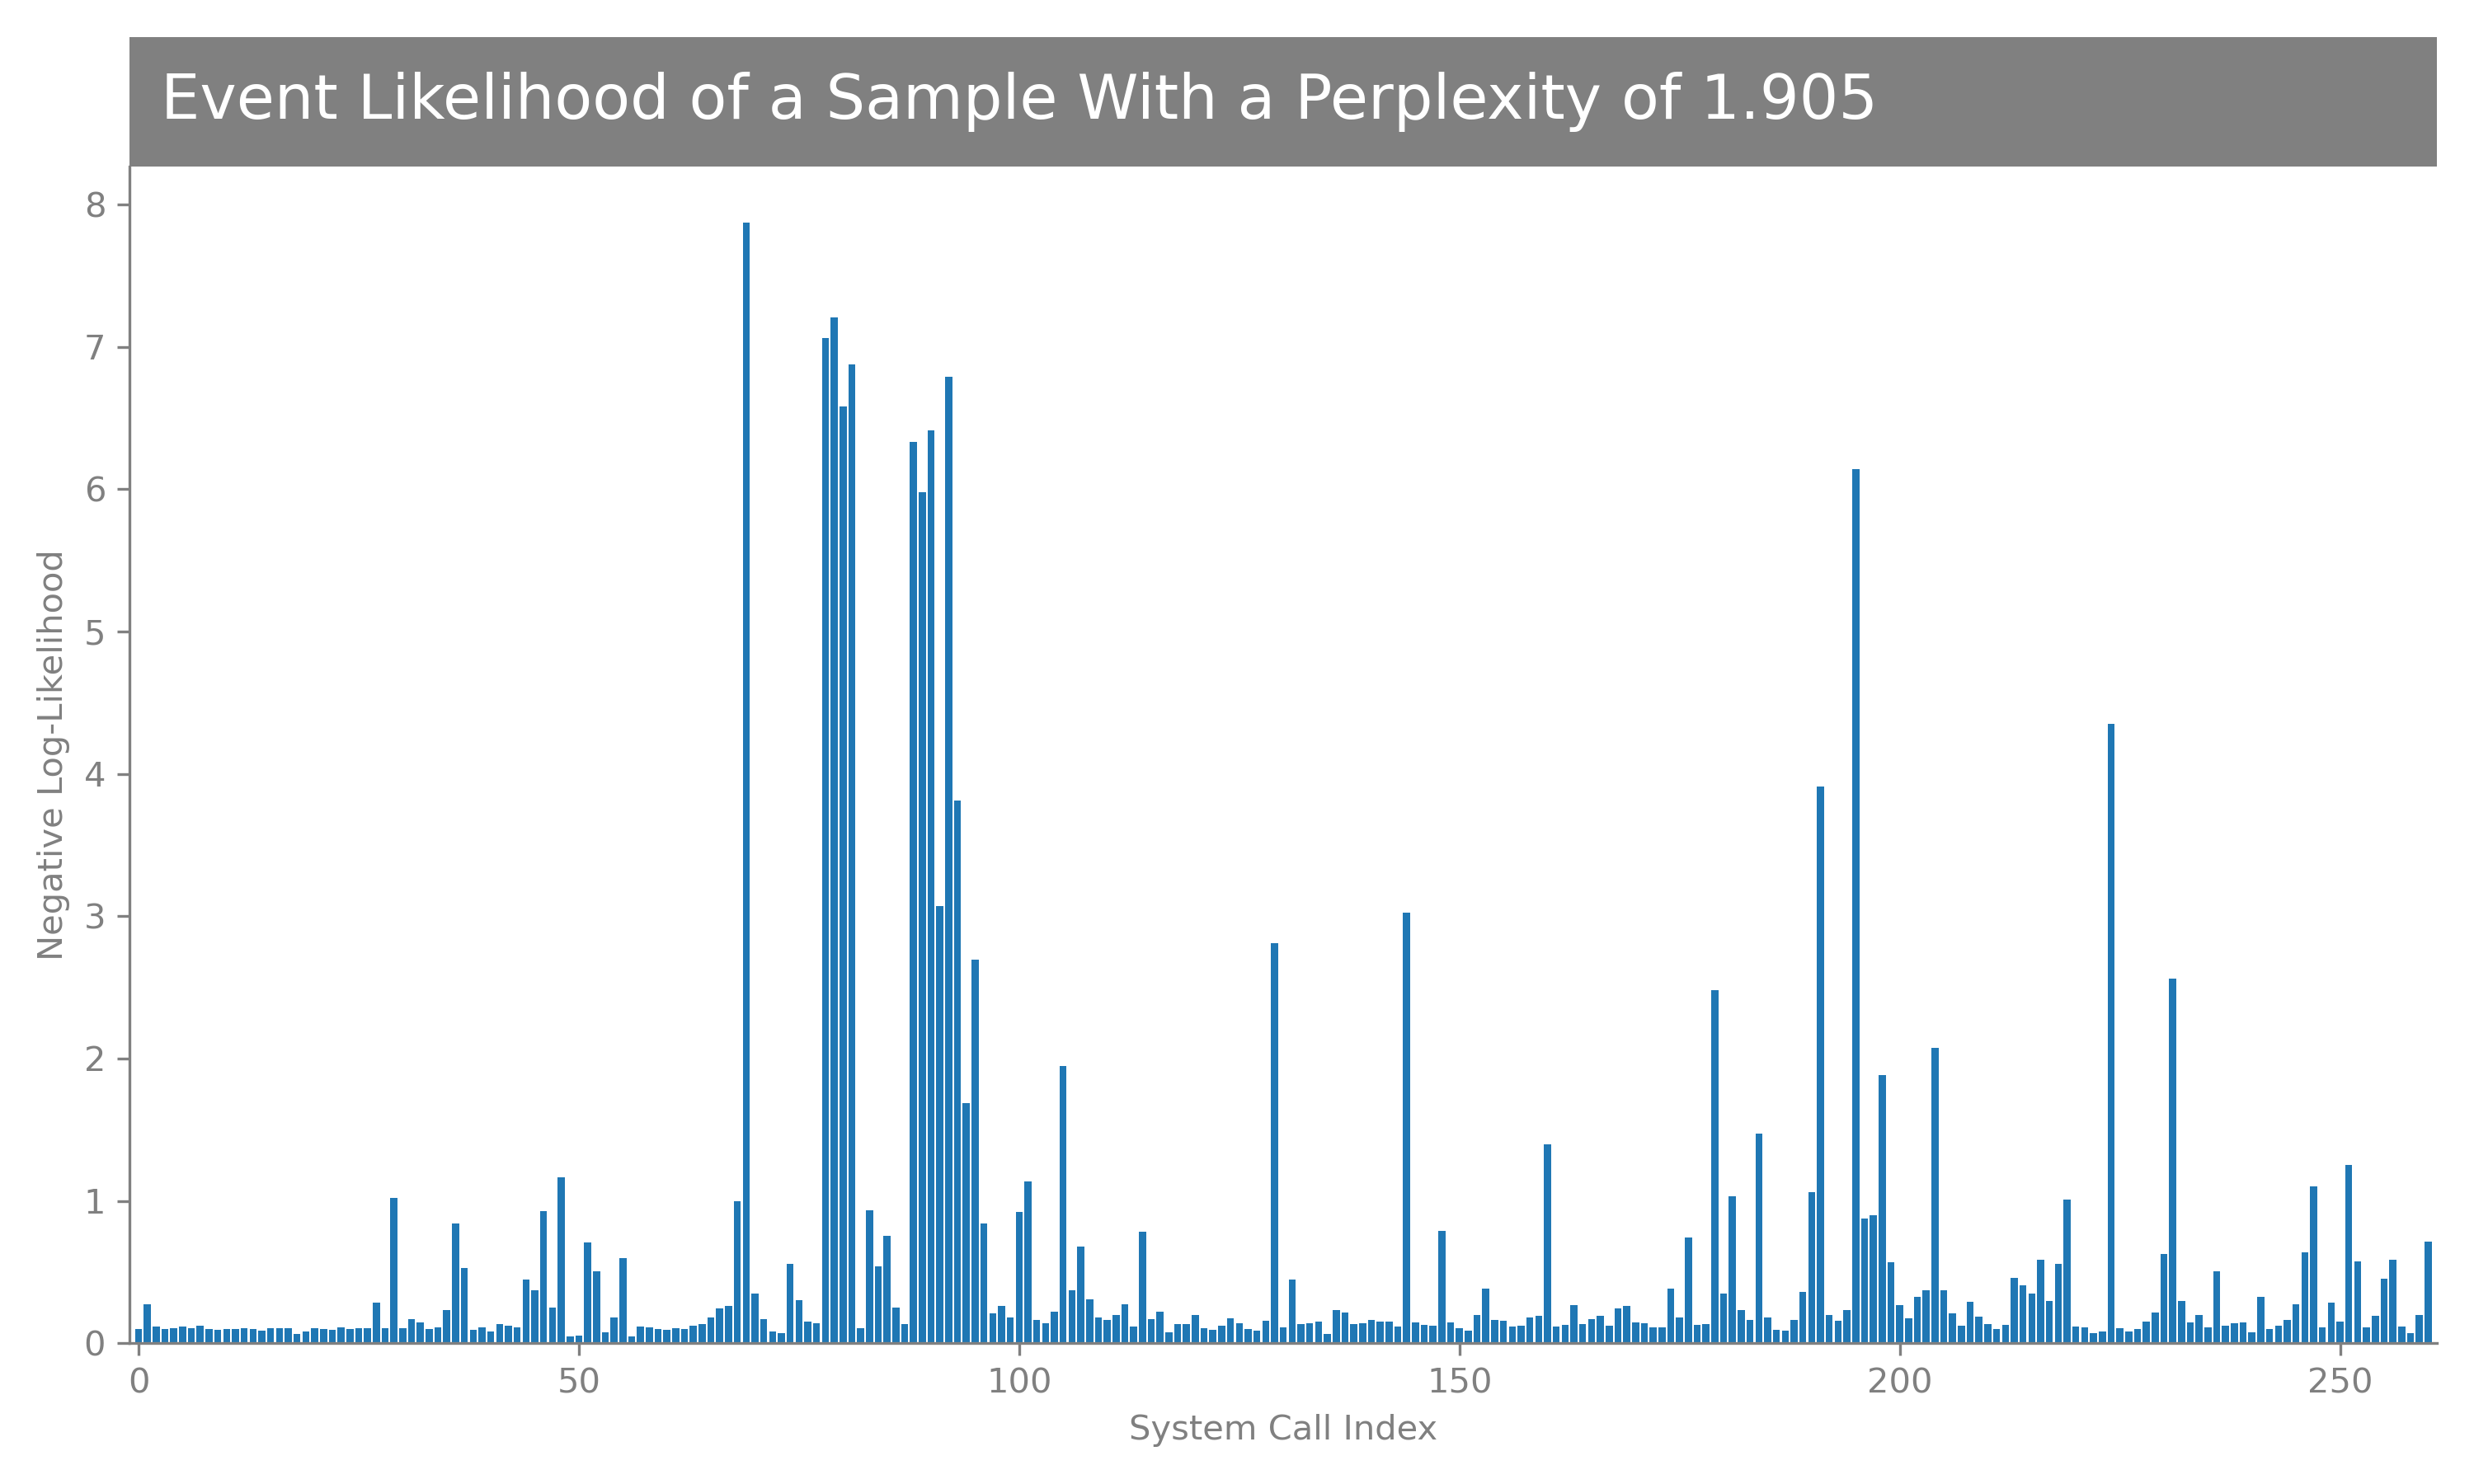 Event Likelihood of a Sample With a Perplexity of 1.905
8
7
6
5
4
3
2
1
0
Negative Log-Likelihood
0 50 100 150 200 250
System Call Index